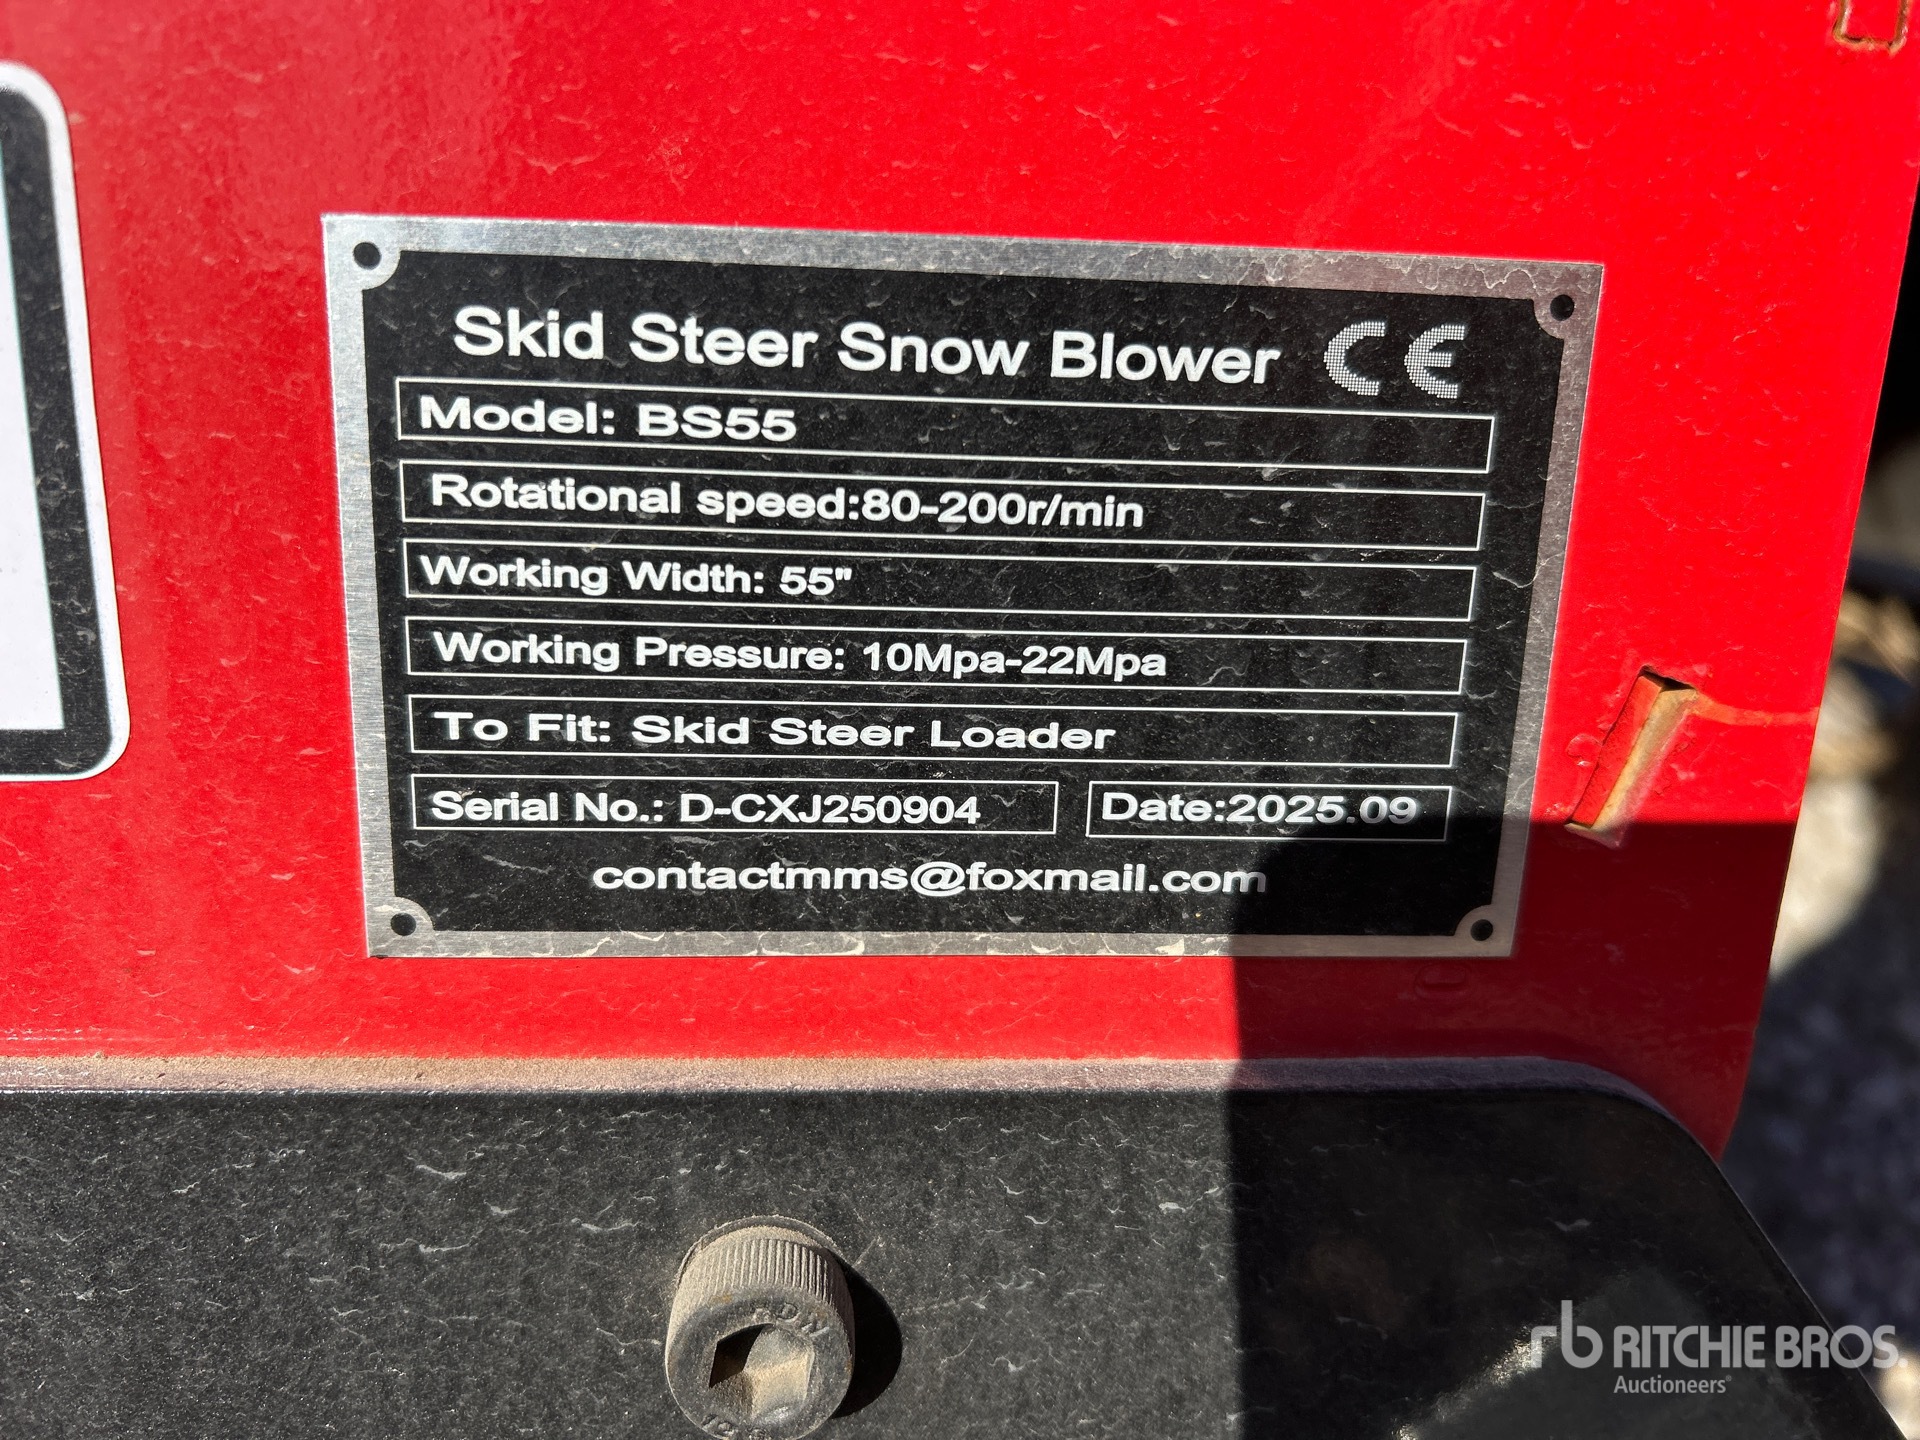 Skid Steer Snow Blower CE
Model: BS55
Rotational speed:80-200r/min
Working Width: 55"
Working Pressure: 10Mpa-22Mpa
To Fit: Skid Steer Loader
Serial No.: D-CXJ250904 Date:2025.09
contactmms@foxmail.com
rb RITCHIE BROS.
Auctioneers